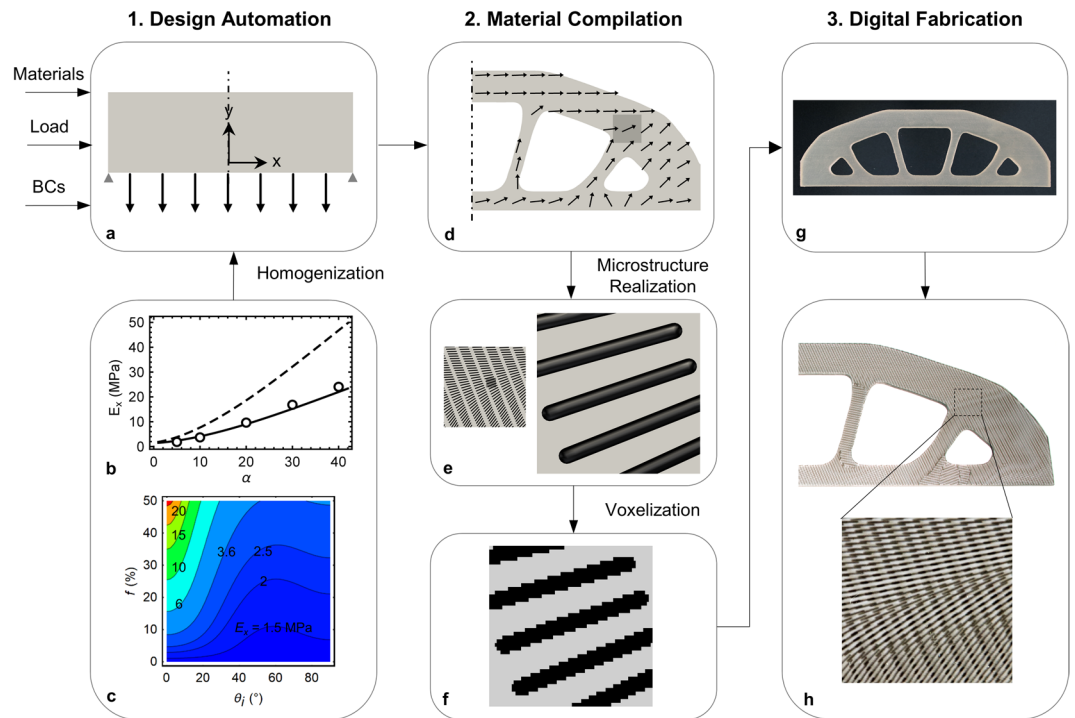 1. Design Automation
2. Material Compilation
3. Digital Fabrication
Materials
Load
BCs
y
x
a
Homogenization
50
40
30
20
10
0
E_x (MPa)
0
10
20
30
40
α
b
50
40
30
20
10
0
f (%)
20
15
10
6
3.6
2.5
2
E_x = 1.5 MPa
0
20
40
60
80
θ_i (°)
c
d
Microstructure
Realization
e
Voxelization
f
g
h